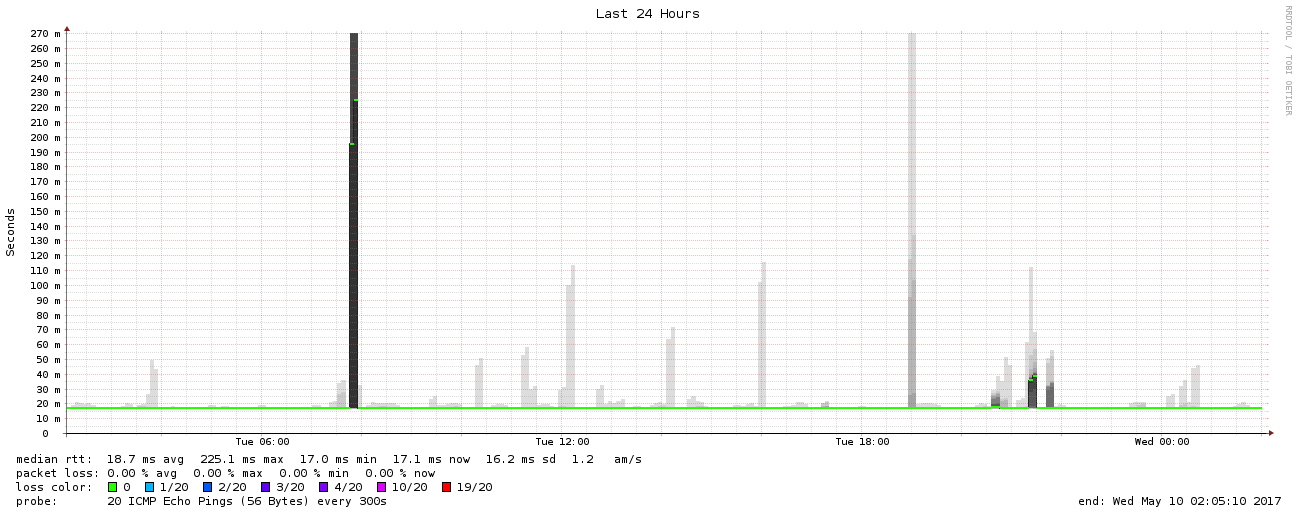 Last 24 Hours
RRDTOOL / TOBI OETIKER
Seconds
270 m
260 m
250 m
240 m
230 m
220 m
210 m
200 m
190 m
180 m
170 m
160 m
150 m
140 m
130 m
120 m
110 m
100 m
90 m
80 m
70 m
60 m
50 m
40 m
30 m
20 m
10 m
0
Tue 06:00 Tue 12:00 Tue 18:00 Wed 00:00
median rtt: 18.7 ms avg 225.1 ms max 17.0 ms min 17.1 ms now 16.2 ms sd 1.2 am/s
packet loss: 0.00 % avg 0.00 % max 0.00 % min 0.00 % now
loss color: 0 1/20 2/20 3/20 4/20 10/20 19/20
probe: 20 ICMP Echo Pings (56 Bytes) every 300s end: Wed May 10 02:05:10 2017